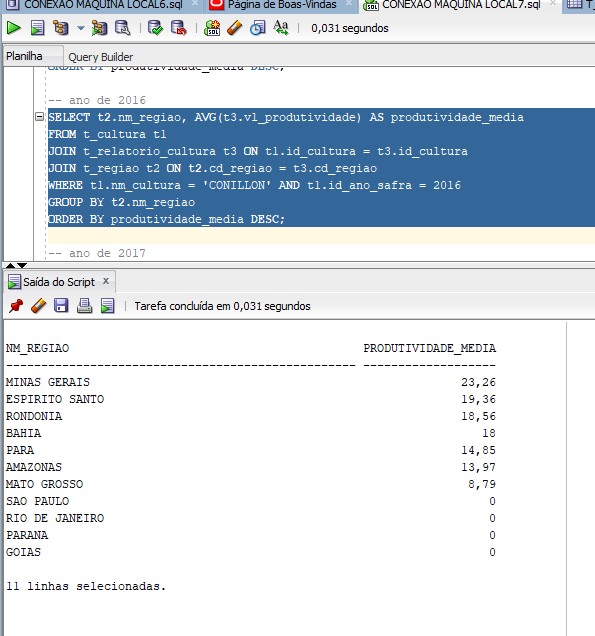 CONEXAO MAQUINA LOCAL6.sql Página de Boas-Vindas CONEXAO MAQUINA LOCAL7.sql T_
SQL Aa 0,031 segundos
Planilha Query Builder
ORDER BY produtividade_media DESC;
-- ano de 2016
SELECT t2.nm_regiao, AVG(t3.vl_produtividade) AS produtividade_media
FROM t_cultura t1
JOIN t_relatorio_cultura t3 ON t1.id_cultura = t3.id_cultura
JOIN t_regiao t2 ON t2.cd_regiao = t3.cd_regiao
WHERE t1.nm_cultura = 'CONILLON' AND t1.id_ano_safra = 2016
GROUP BY t2.nm_regiao
ORDER BY produtividade_media DESC;
-- ano de 2017
Saída do Script x
Tarefa concluída em 0,031 segundos
NM_REGIAO PRODUTIVIDADE_MEDIA
-------------------------------------------------- -------------------
MINAS GERAIS 23,26
ESPIRITO SANTO 19,36
RONDONIA 18,56
BAHIA 18
PARA 14,85
AMAZONAS 13,97
MATO GROSSO 8,79
SAO PAULO 0
RIO DE JANEIRO 0
PARANA 0
GOIAS 0
11 linhas selecionadas.